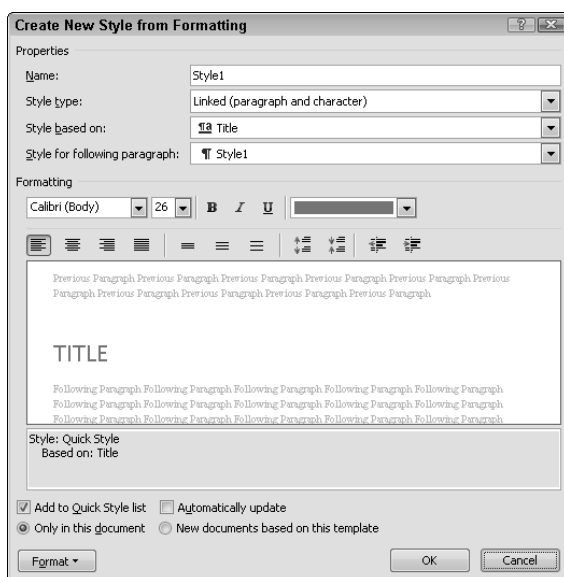 Create New Style from Formatting
Properties
Name: Style1
Style type: Linked (paragraph and character)
Style based on: ¶a Title
Style for following paragraph: ¶ Style1
Formatting
Calibri (Body) 26 B I U
Previous Paragraph Previous Paragraph Previous Paragraph Previous Paragraph Previous Paragraph Previous
Paragraph Previous Paragraph Previous Paragraph Previous Paragraph Previous Paragraph
TITLE
Following Paragraph Following Paragraph Following Paragraph Following Paragraph Following Paragraph
Following Paragraph Following Paragraph Following Paragraph Following Paragraph Following Paragraph
Following Paragraph Following Paragraph Following Paragraph Following Paragraph Following Paragraph
Style: Quick Style
Based on: Title
Add to Quick Style list Automatically update
Only in this document New documents based on this template
Format OK Cancel